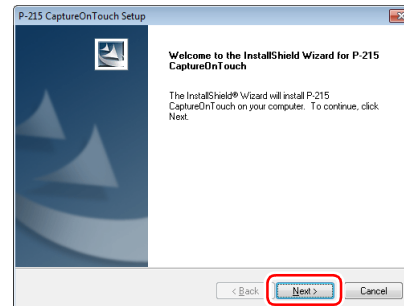 P-215 CaptureOnTouch Setup
Welcome to the InstallShield Wizard for P-215
CaptureOnTouch
The InstallShield® Wizard will install P-215
CaptureOnTouch on your computer. To continue, click
Next.
< Back Next > Cancel